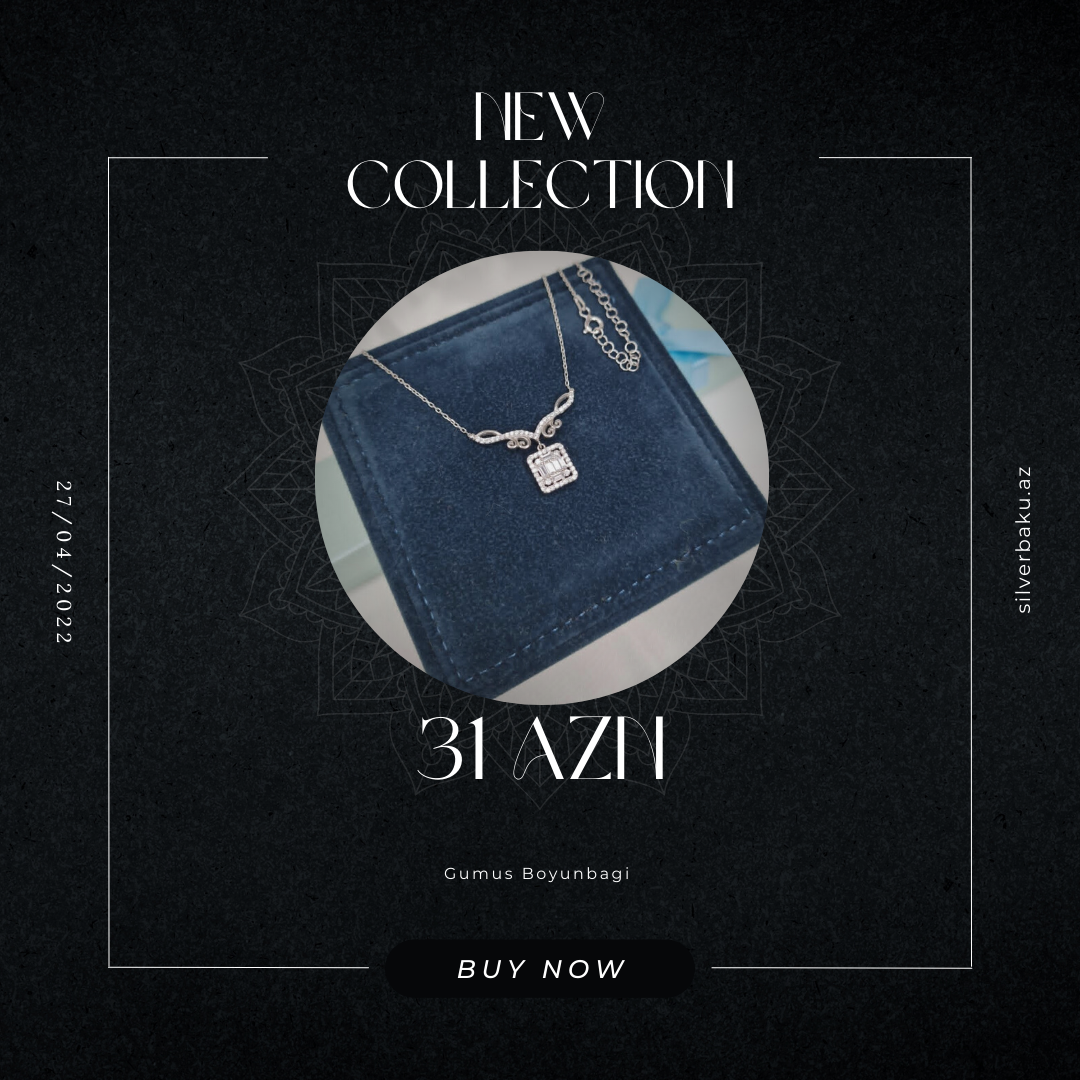 NEW
COLLECTION
27/04/2022
silverbaku.az
31 AZN
Gumus Boyunbagi
BUY NOW